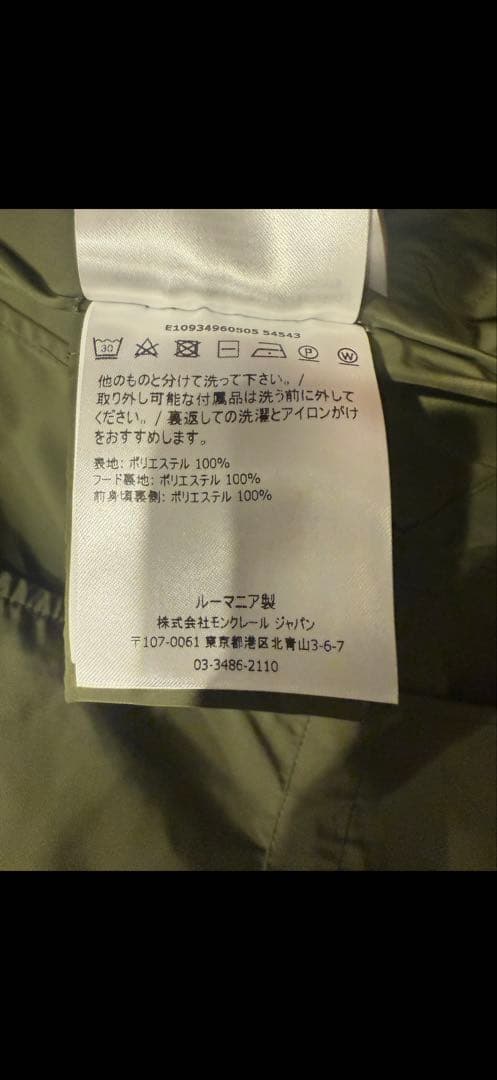 E10934960505 54543
30 P W
他のものと分けて洗って下さい。/
取り外し可能な付属品は洗う前に外して
ください。/ 裏返しての洗濯とアイロンがけ
をおすすめします。
表地: ポリエステル 100%
フード裏地: ポリエステル 100%
前身頃裏側: ポリエステル 100%
ルーマニア製
株式会社モンクレール ジャパン
〒107-0061 東京都港区北青山3-6-7
03-3486-2110